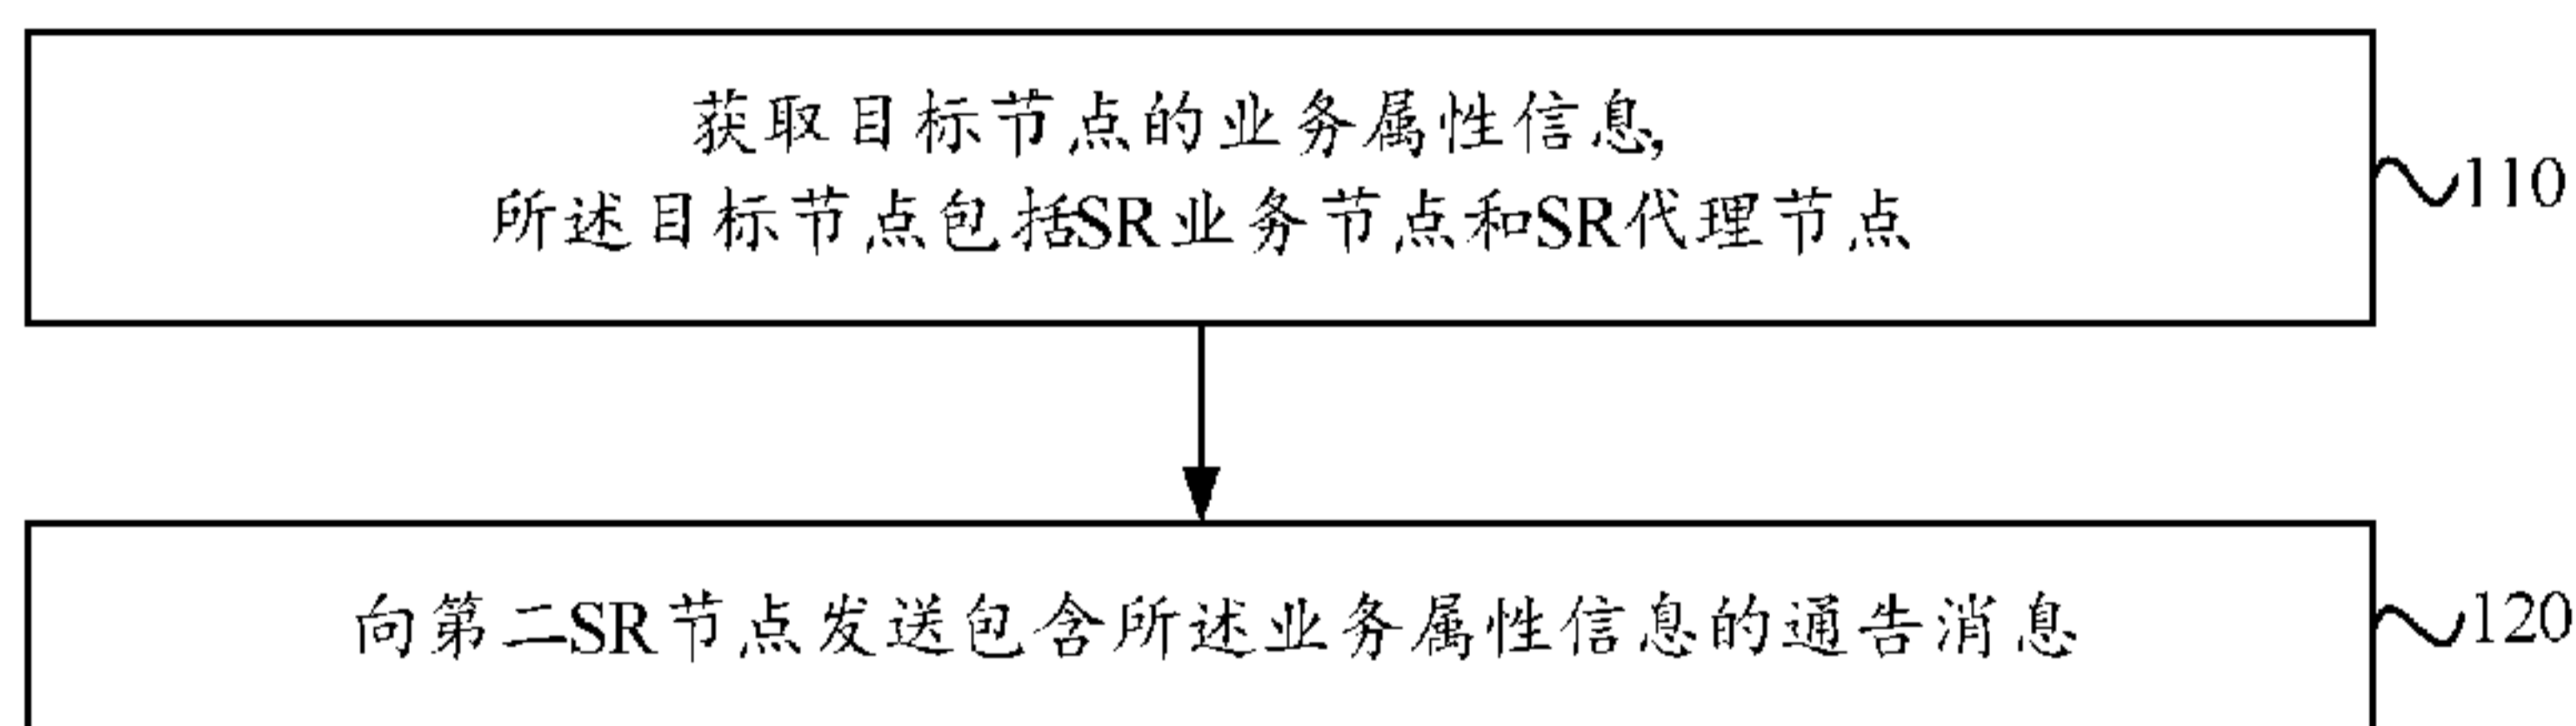 获取目标节点的业务属性信息,
所述目标节点包括SR业务节点和SR代理节点
110
向第二SR节点发送包含所述业务属性信息的通告消息
120